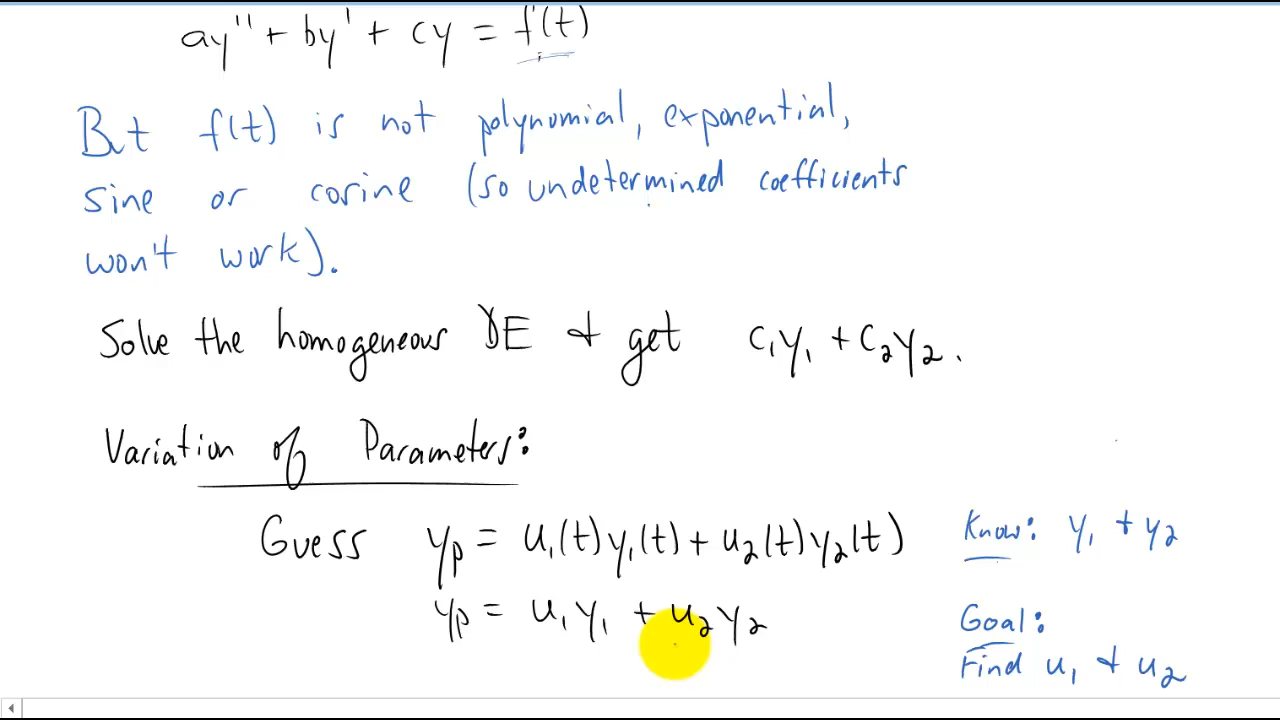 ay'' + by' + cy = f(t)
But f(t) is not polynomial, exponential,
sine or cosine (so undetermined coefficients
won't work).
Solve the homogeneous DE & get c₁y₁ + c₂y₂.
Variation of Parameters:
Guess yp = u₁(t)y₁(t) + u₂(t)y₂(t)
yp = u₁y₁ + u₂y₂
Know: y₁ & y₂
Goal:
Find u₁ & u₂